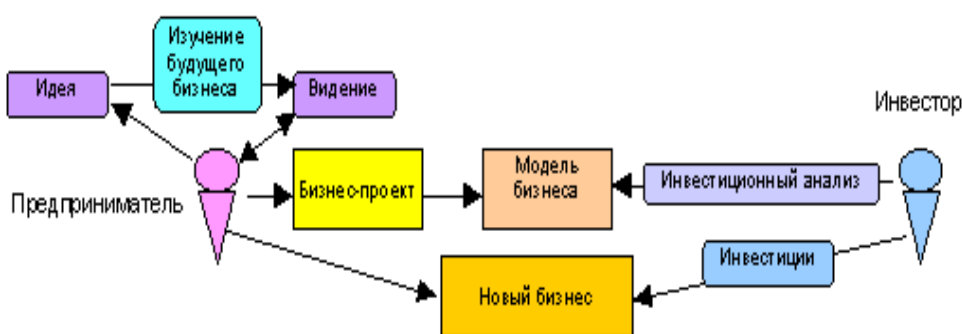 Изучение
будущего
бизнеса
Идея
Видение
Инвестор
Предприниматель
Бизнес-проект
Модель
бизнеса
Инвестиционный анализ
Инвестиции
Новый бизнес